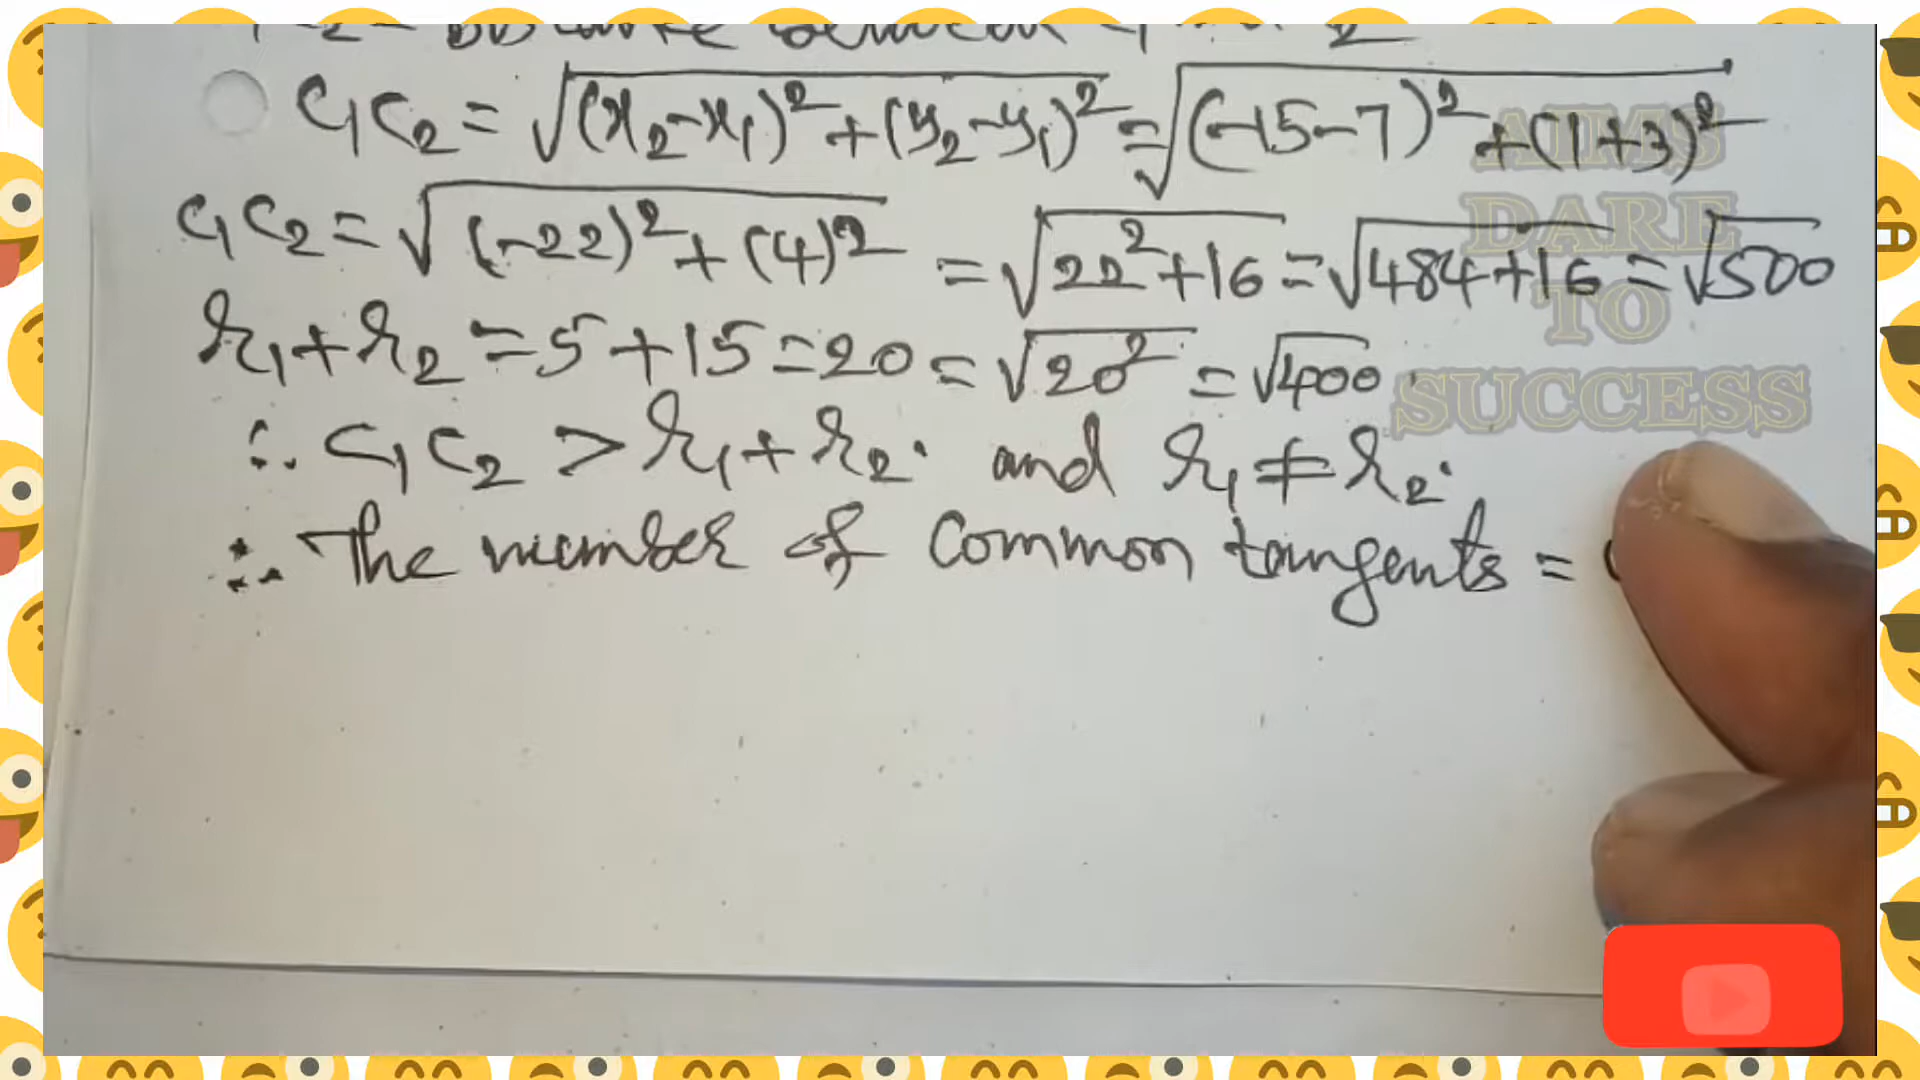 C₁C₂ = √(x₂-x₁)²+(y₂-y₁)² = √(-15-7)²+(1+3)²
C₁C₂ = √(-22)²+(4)² = √22²+16 = √484+16 = √500
r₁+r₂ = 5+15 = 20 = √20² = √400.
∴ C₁C₂ > r₁+r₂. and r₁ ≠ r₂.
∴ The number of common tangents =
AIMS
DARE
TO
SUCCESS